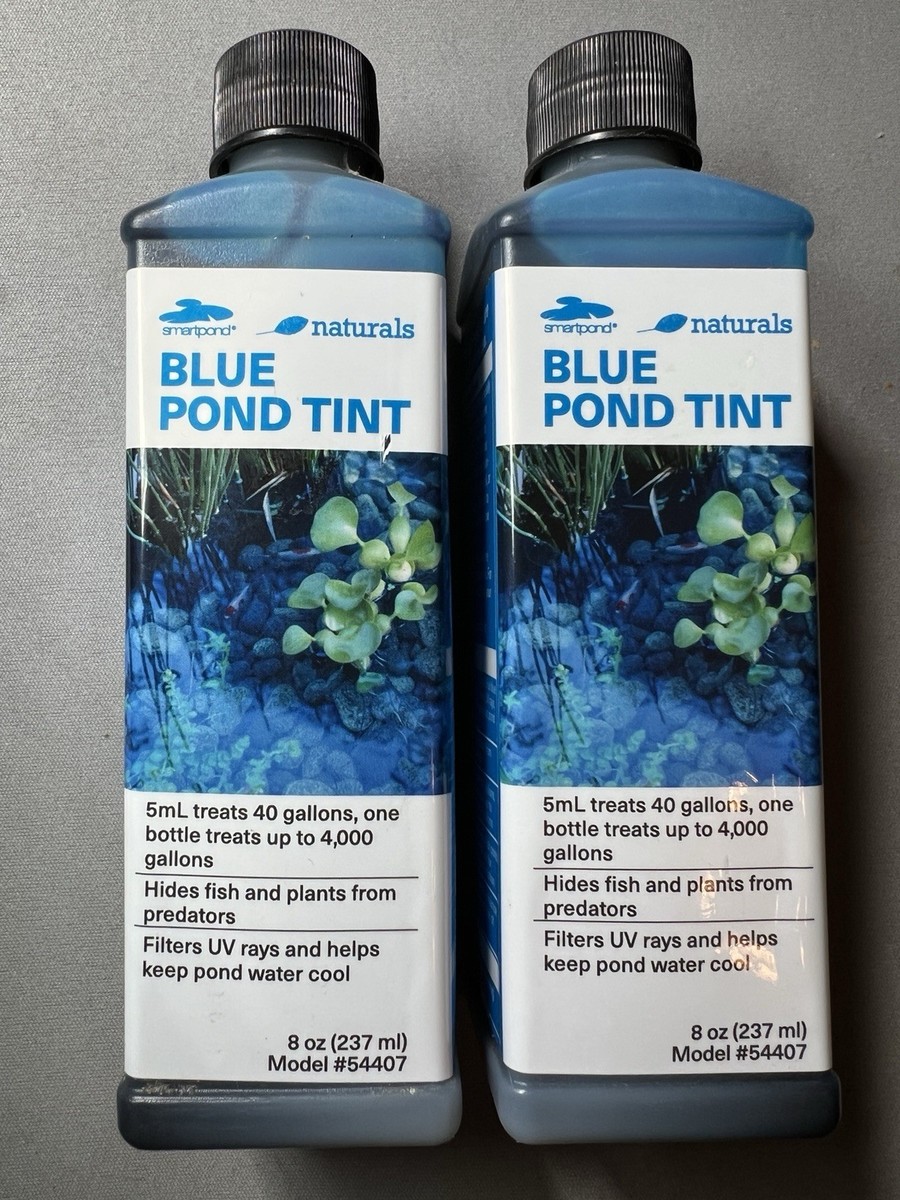 smartpond®
naturals
BLUE
POND TINT
5mL treats 40 gallons, one
bottle treats up to 4,000
gallons
Hides fish and plants from
predators
Filters UV rays and helps
keep pond water cool
8 oz (237 ml)
Model #54407
smartpond®
naturals
BLUE
POND TINT
5mL treats 40 gallons, one
bottle treats up to 4,000
gallons
Hides fish and plants from
predators
Filters UV rays and helps
keep pond water cool
8 oz (237 ml)
Model #54407